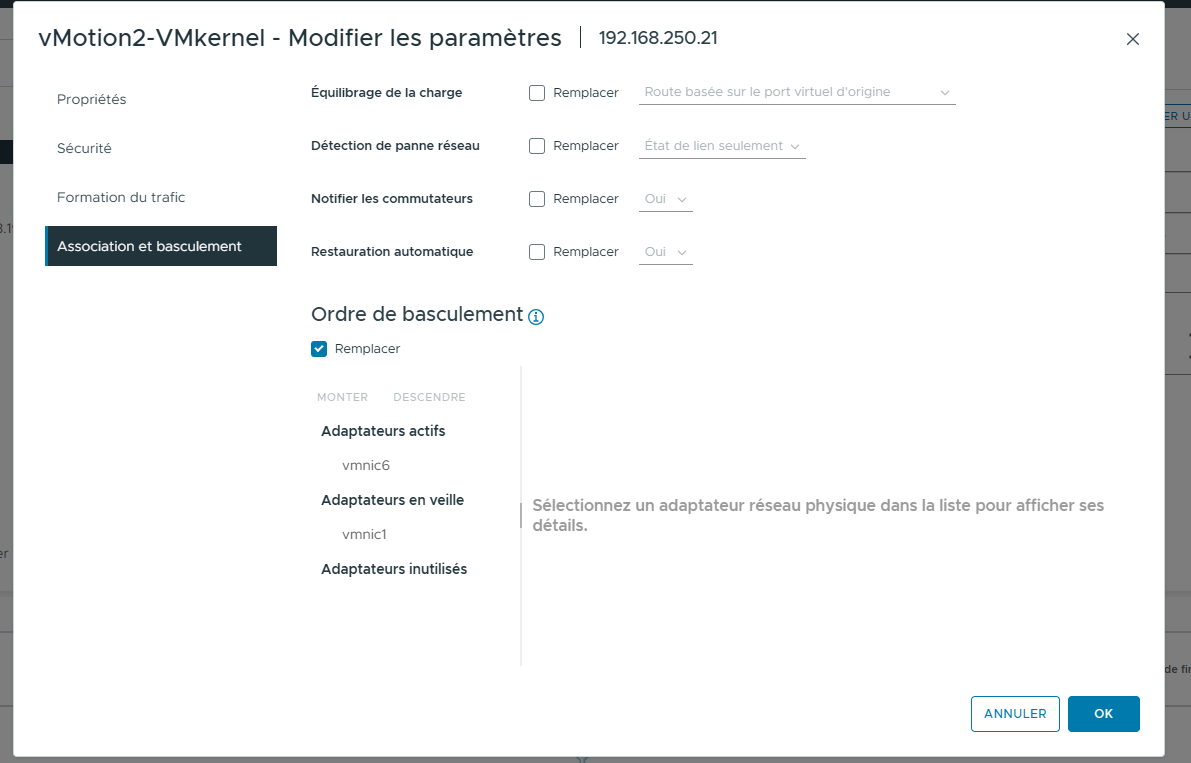 vMotion2-VMkernel - Modifier les paramètres | 192.168.250.21
Propriétés
Sécurité
Formation du trafic
Association et basculement
Équilibrage de la charge Remplacer Route basée sur le port virtuel d'origine
Détection de panne réseau Remplacer État de lien seulement
Notifier les commutateurs Remplacer Oui
Restauration automatique Remplacer Oui
Ordre de basculement
Remplacer
MONTER DESCENDRE
Adaptateurs actifs
vmnic6
Adaptateurs en veille
vmnic1
Adaptateurs inutilisés
Sélectionnez un adaptateur réseau physique dans la liste pour afficher ses
détails.
ANNULER OK
ER U
de fin